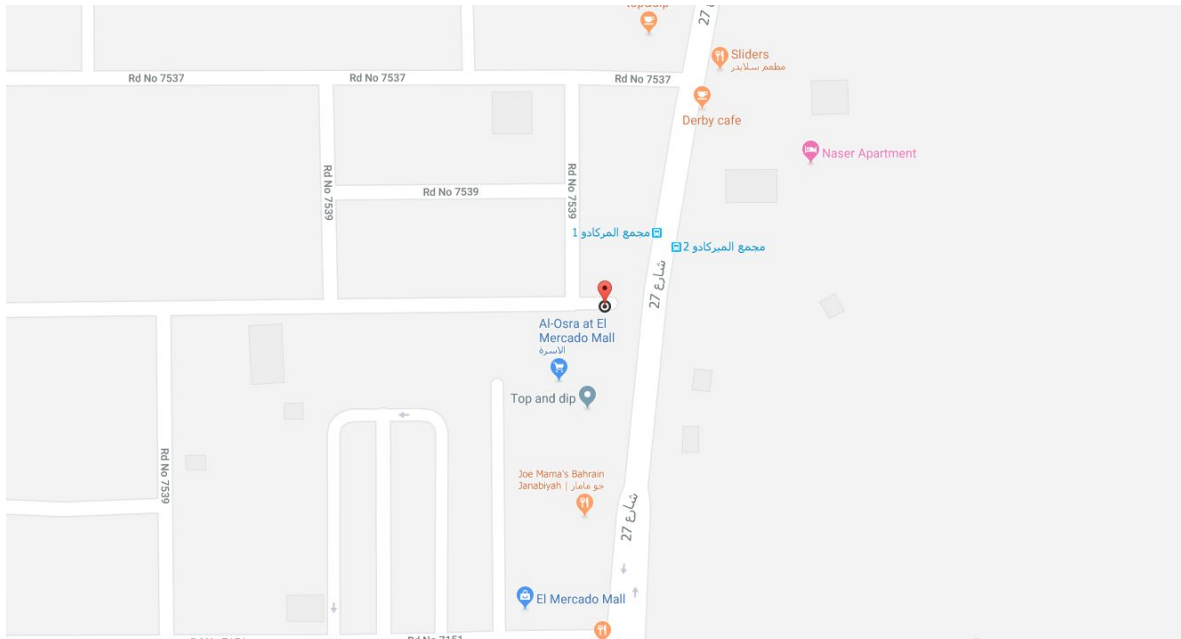 27
Sliders
مطعم سلايدر
Rd No 7537
Rd No 7537
Rd No 7537
Derby cafe
Naser Apartment
Rd No 7539
Rd No 7539
Rd No 7539
مجمع المركادو 1
مجمع الميركادو 2
شارع 27
Al-Osra at El
Mercado Mall
الاسرة
Top and dip
Rd No 7539
Joe Mama's Bahrain
Janabiyah | جو ماماز
شارع 27
El Mercado Mall
Rd No 7151